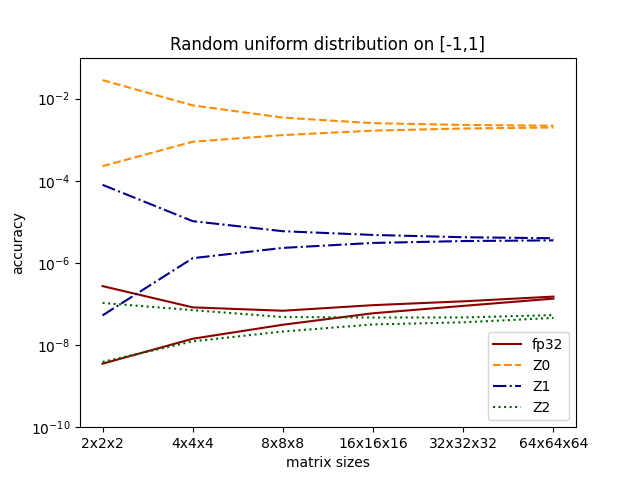 Random uniform distribution on [-1,1]
accuracy
10⁻²
10⁻⁴
10⁻⁶
10⁻⁸
10⁻¹⁰
fp32
Z0
Z1
Z2
2x2x2 4x4x4 8x8x8 16x16x16 32x32x32 64x64x64
matrix sizes